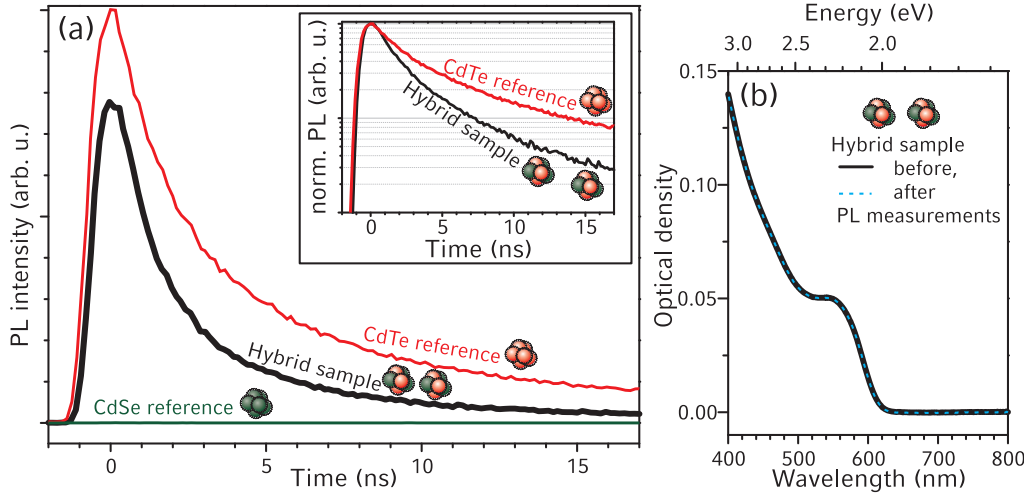 (a)
PL intensity (arb. u.)
CdTe reference
Hybrid sample
CdSe reference
0
5
10
15
Time (ns)
norm. PL (arb. u.)
CdTe reference
Hybrid sample
0
5
10
15
Time (ns)
Energy (eV)
3.0
2.5
2.0
(b)
Hybrid sample
before,
after
PL measurements
Optical density
0.15
0.10
0.05
0.00
400
500
600
700
800
Wavelength (nm)